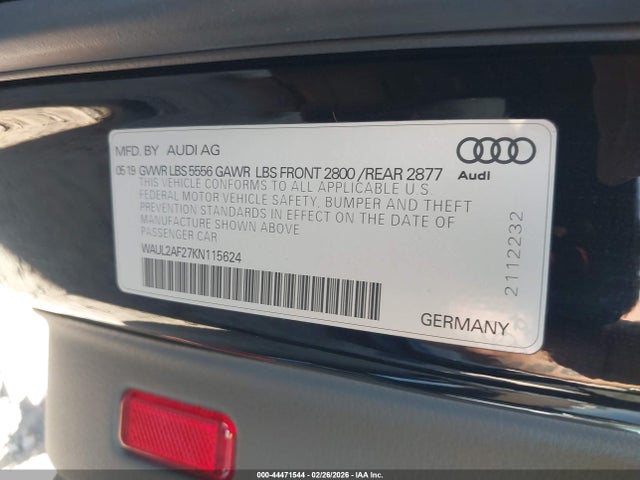 MFD. BY AUDI AG
05 19 GVWR LBS 5556 GAWR LBS FRONT 2800 / REAR 2877
THIS VEHICLE CONFORMS TO ALL APPLICABLE U.S.
FEDERAL MOTOR VEHICLE SAFETY, BUMPER AND THEFT
PREVENTION STANDARDS IN EFFECT ON THE DATE OF
MANUFACTURE SHOWN ABOVE
PASSENGER CAR
WAUL2AF27KN115624
Audi
2112232
GERMANY
000-44471544 | 02/26/2026 - IAA Inc.